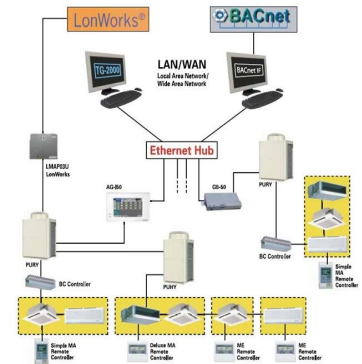 LonWorks®
BACnet
TG-2000
LAN/WAN
Local Area Network/
Wide Area Network
BACnet I/F
Ethernet Hub
LMAP03U
LonWorks
AG-150
GB-50
PURY
PURY
BC Controller
PURY
BC Controller
Simple
MA
Remote
Controller
Simple MA
Remote
Controller
Deluxe MA
Remote
Controller
ME
Remote
Controller
ME
Remote
Controller